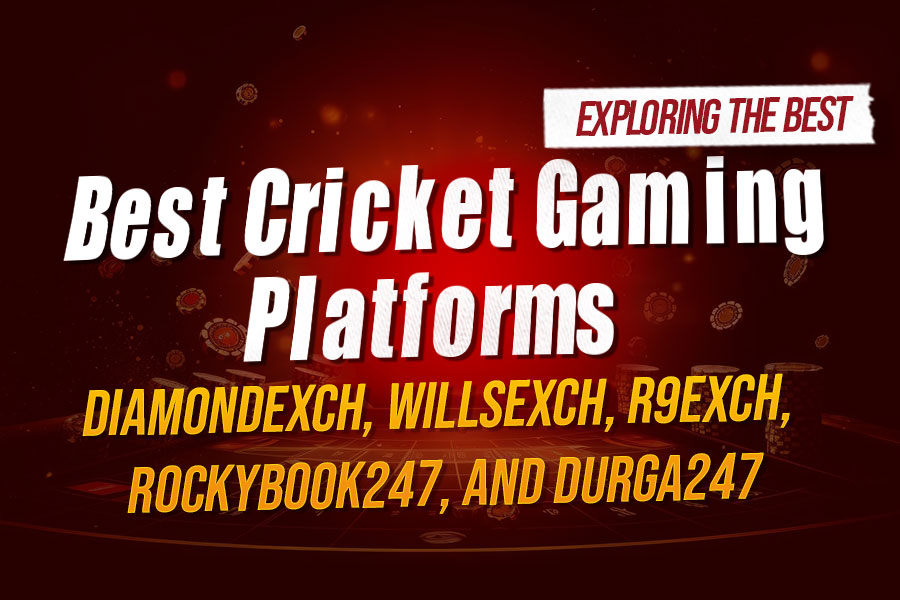 EXPLORING THE BEST
Best Cricket Gaming
Platforms
DIAMONDEXCH, WILLSEXCH, R9EXCH,
ROCKYBOOK247, AND DURGA247